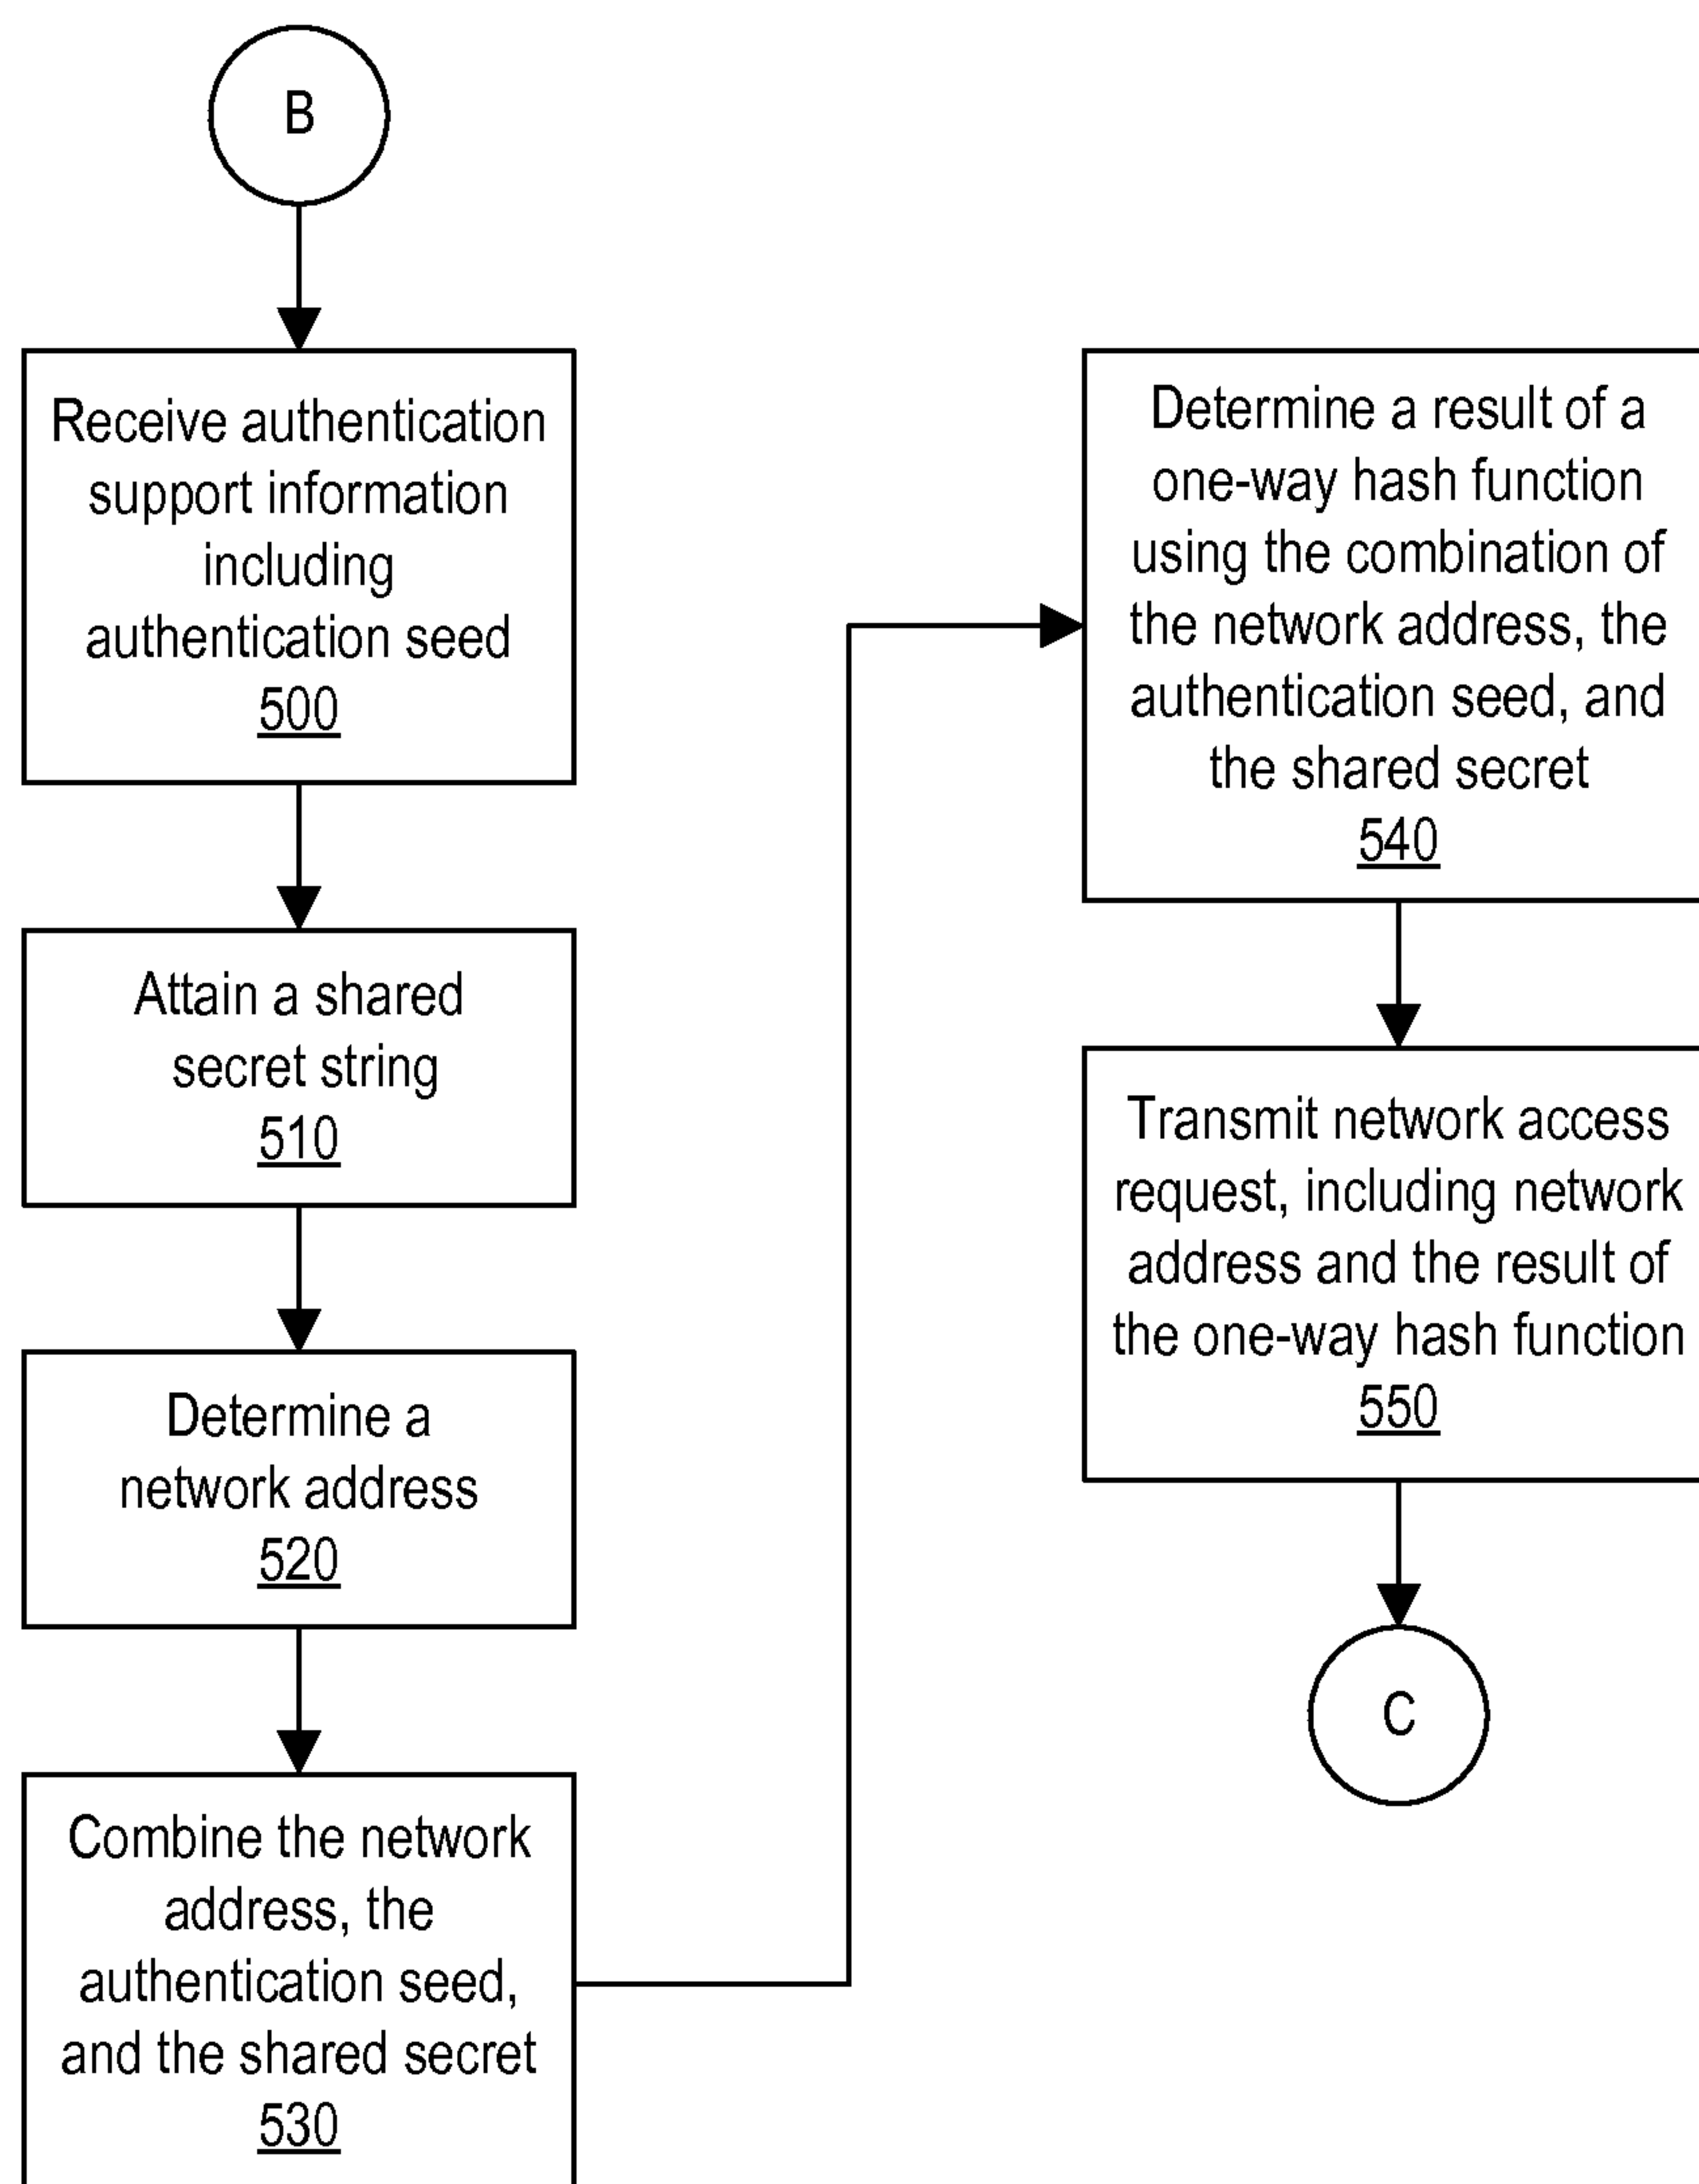 B
Receive authentication
support information
including
authentication seed
500
Attain a shared
secret string
510
Determine a
network address
520
Combine the network
address, the
authentication seed,
and the shared secret
530
Determine a result of a
one-way hash function
using the combination of
the network address, the
authentication seed, and
the shared secret
540
Transmit network access
request, including network
address and the result of
the one-way hash function
550
C